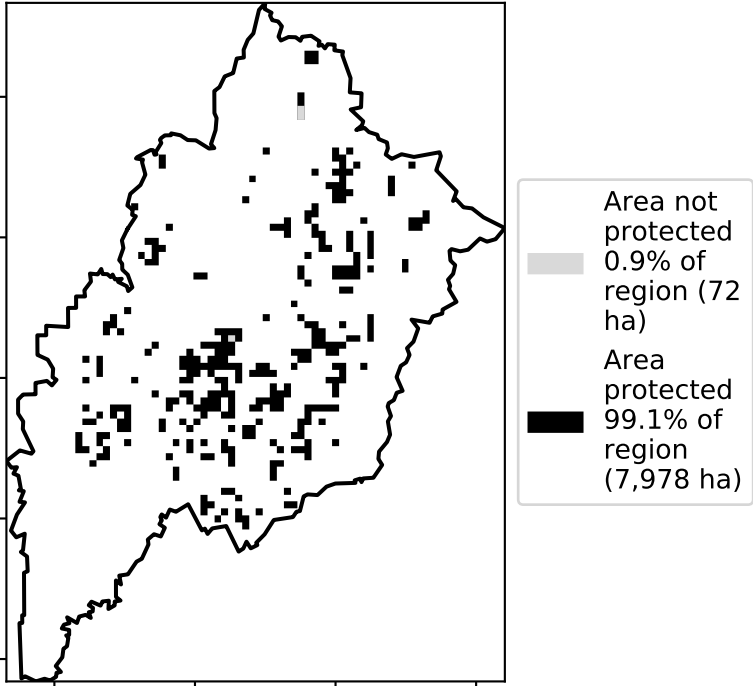 Area not
protected
0.9% of
region (72
ha)
Area
protected
99.1% of
region
(7,978 ha)